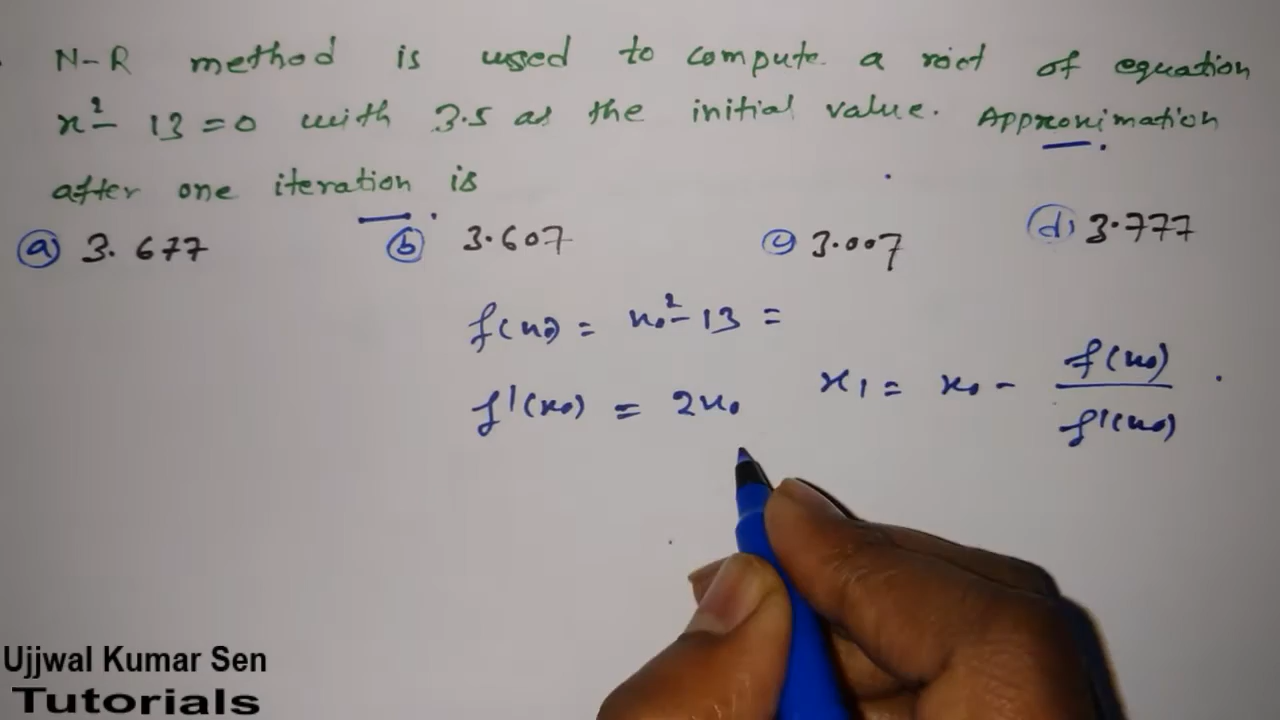 N-R method is used to compute a root of equation
x² - 13 = 0 with 3.5 as the initial value. Approximation
after one iteration is
(a) 3.677 (b) 3.607 (c) 3.007 (d) 3.777
f(x₀) = x₀² - 13 =
f'(x₀) = 2x₀ x₁ = x₀ - f(x₀) / f'(x₀)
Ujjwal Kumar Sen
Tutorials